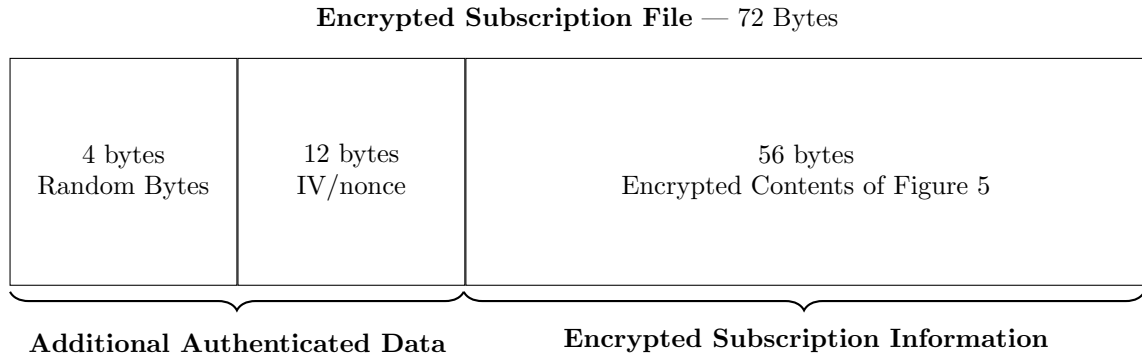 Encrypted Subscription File — 72 Bytes
4 bytes
Random Bytes
12 bytes
IV/nonce
56 bytes
Encrypted Contents of Figure 5
Additional Authenticated Data
Encrypted Subscription Information